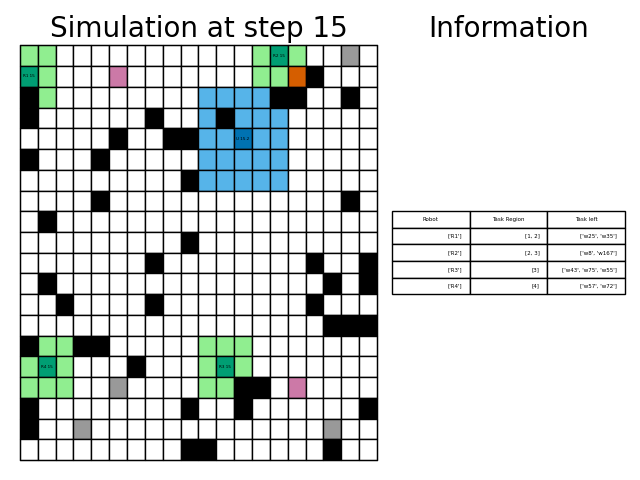 Simulation at step 15
Information
Robot Task Region Task left
['R1'] [1, 2] ['w25', 'w35']
['R2'] [2, 3] ['w8', 'w167']
['R3'] [3] ['w43', 'w75', 'w55']
['R4'] [4] ['w57', 'w72']